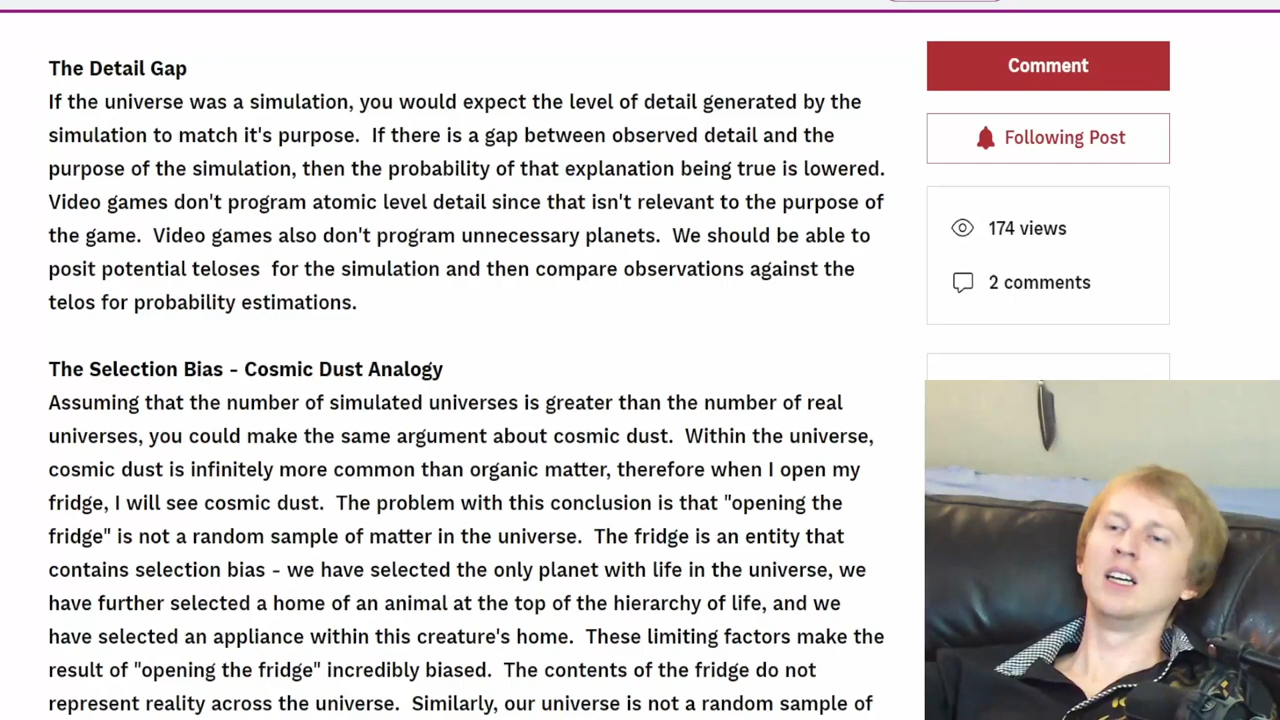 The Detail Gap
If the universe was a simulation, you would expect the level of detail generated by the
simulation to match it's purpose.  If there is a gap between observed detail and the
purpose of the simulation, then the probability of that explanation being true is lowered.
Video games don't program atomic level detail since that isn't relevant to the purpose of
the game.  Video games also don't program unnecessary planets.  We should be able to
posit potential teloses  for the simulation and then compare observations against the
telos for probability estimations.
The Selection Bias - Cosmic Dust Analogy
Assuming that the number of simulated universes is greater than the number of real
universes, you could make the same argument about cosmic dust.  Within the universe,
cosmic dust is infinitely more common than organic matter, therefore when I open my
fridge, I will see cosmic dust.  The problem with this conclusion is that "opening the
fridge" is not a random sample of matter in the universe.  The fridge is an entity that
contains selection bias - we have selected the only planet with life in the universe, we
have further selected a home of an animal at the top of the hierarchy of life, and we
have selected an appliance within this creature's home.  These limiting factors make the
result of "opening the fridge" incredibly biased.  The contents of the fridge do not
represent reality across the universe.  Similarly, our universe is not a random sample of
Comment
Following Post
174 views
2 comments